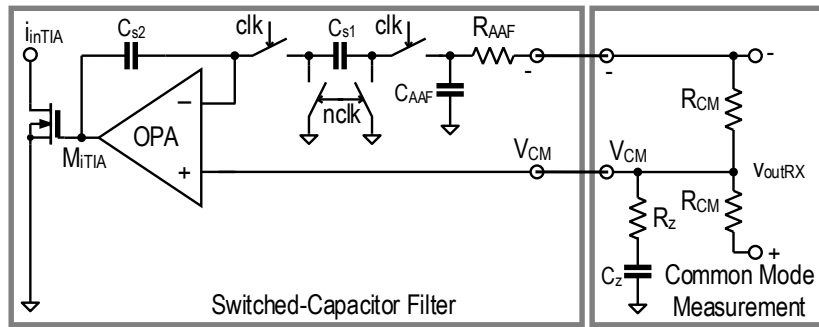 i_inTIA
C_s2
clk
C_s1
clk
R_AAF
-
-
-
C_AAF
R_CM
nclk
−
OPA
M_iTIA
+
V_CM
V_CM
v_outRX
R_CM
R_z
+
C_z
Common Mode
Measurement
Switched-Capacitor Filter